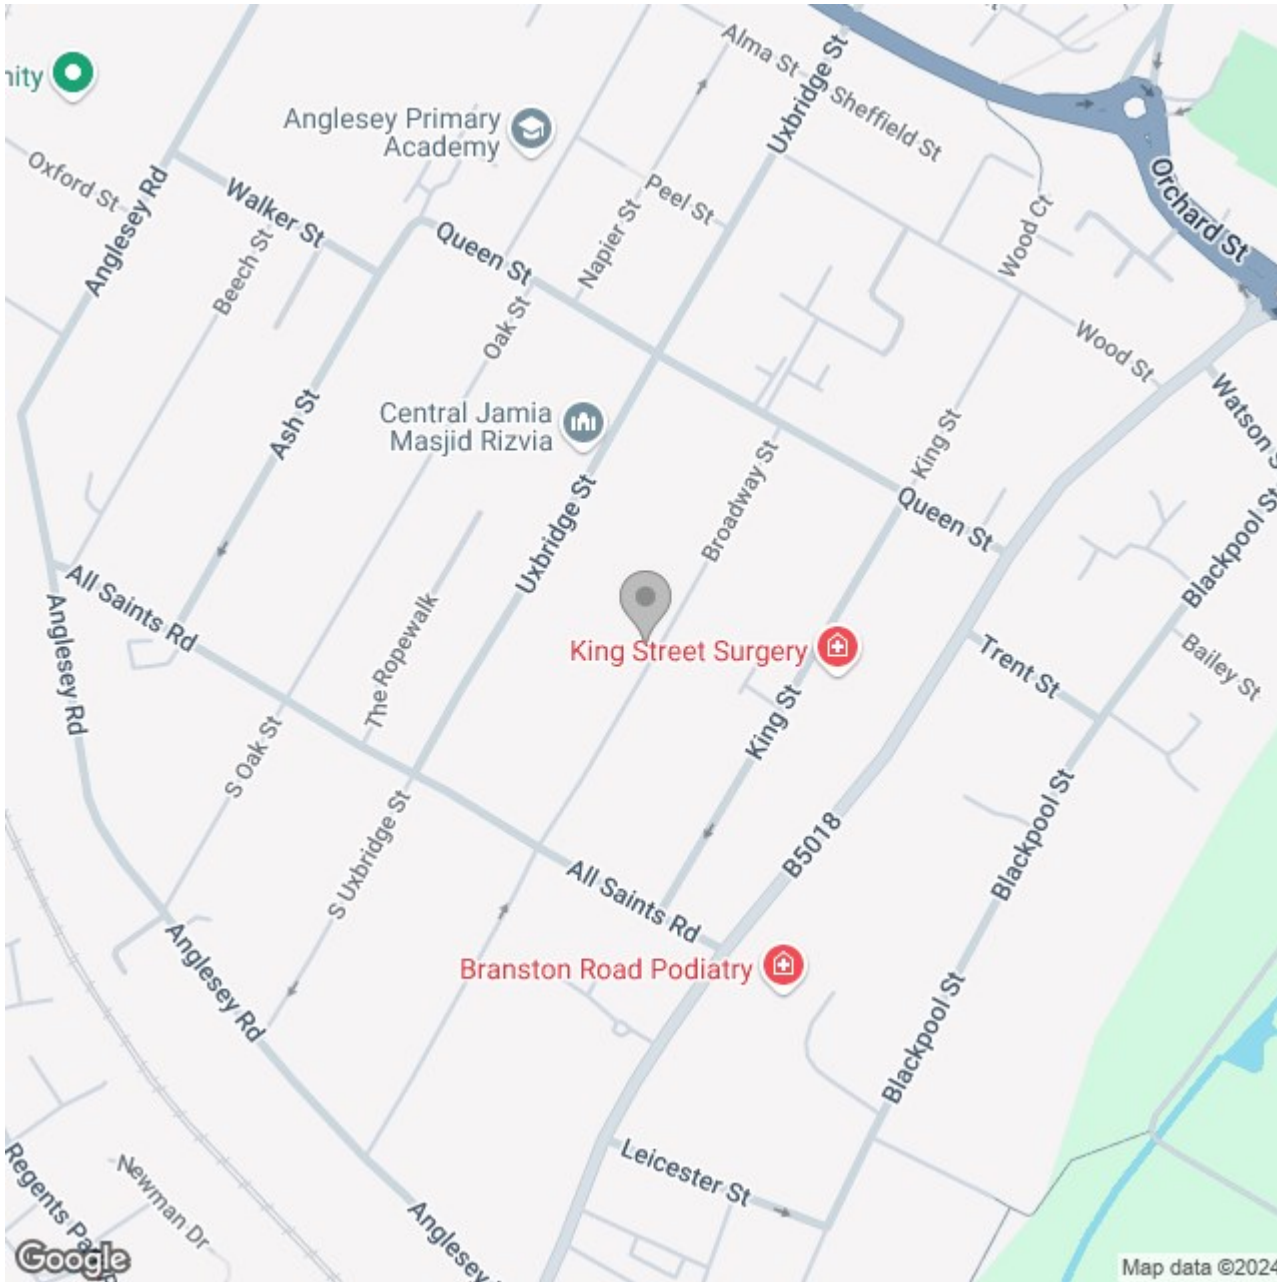 Alma St
Sheffield St
Uxbridge St
nity
Anglesey Primary
Academy
Oxford St
Anglesey Rd
Walker St
Beech St
Queen St
Napier St
Peel St
Orchard St
Wood Ct
Wood St
Oak St
Ash St
Central Jamia
Masjid Rizvia
Uxbridge St
Broadway St
King St
Queen St
Watson S
Blackpool St
All Saints Rd
Anglesey Rd
The Ropewalk
King Street Surgery
Trent St
Bailey St
S Oak St
King St
S Uxbridge St
B5018
Blackpool St
All Saints Rd
Branston Road Podiatry
Anglesey Rd
Blackpool St
Leicester St
Newman Dr
Regents Pa
Anglesey
Google
Map data ©2024